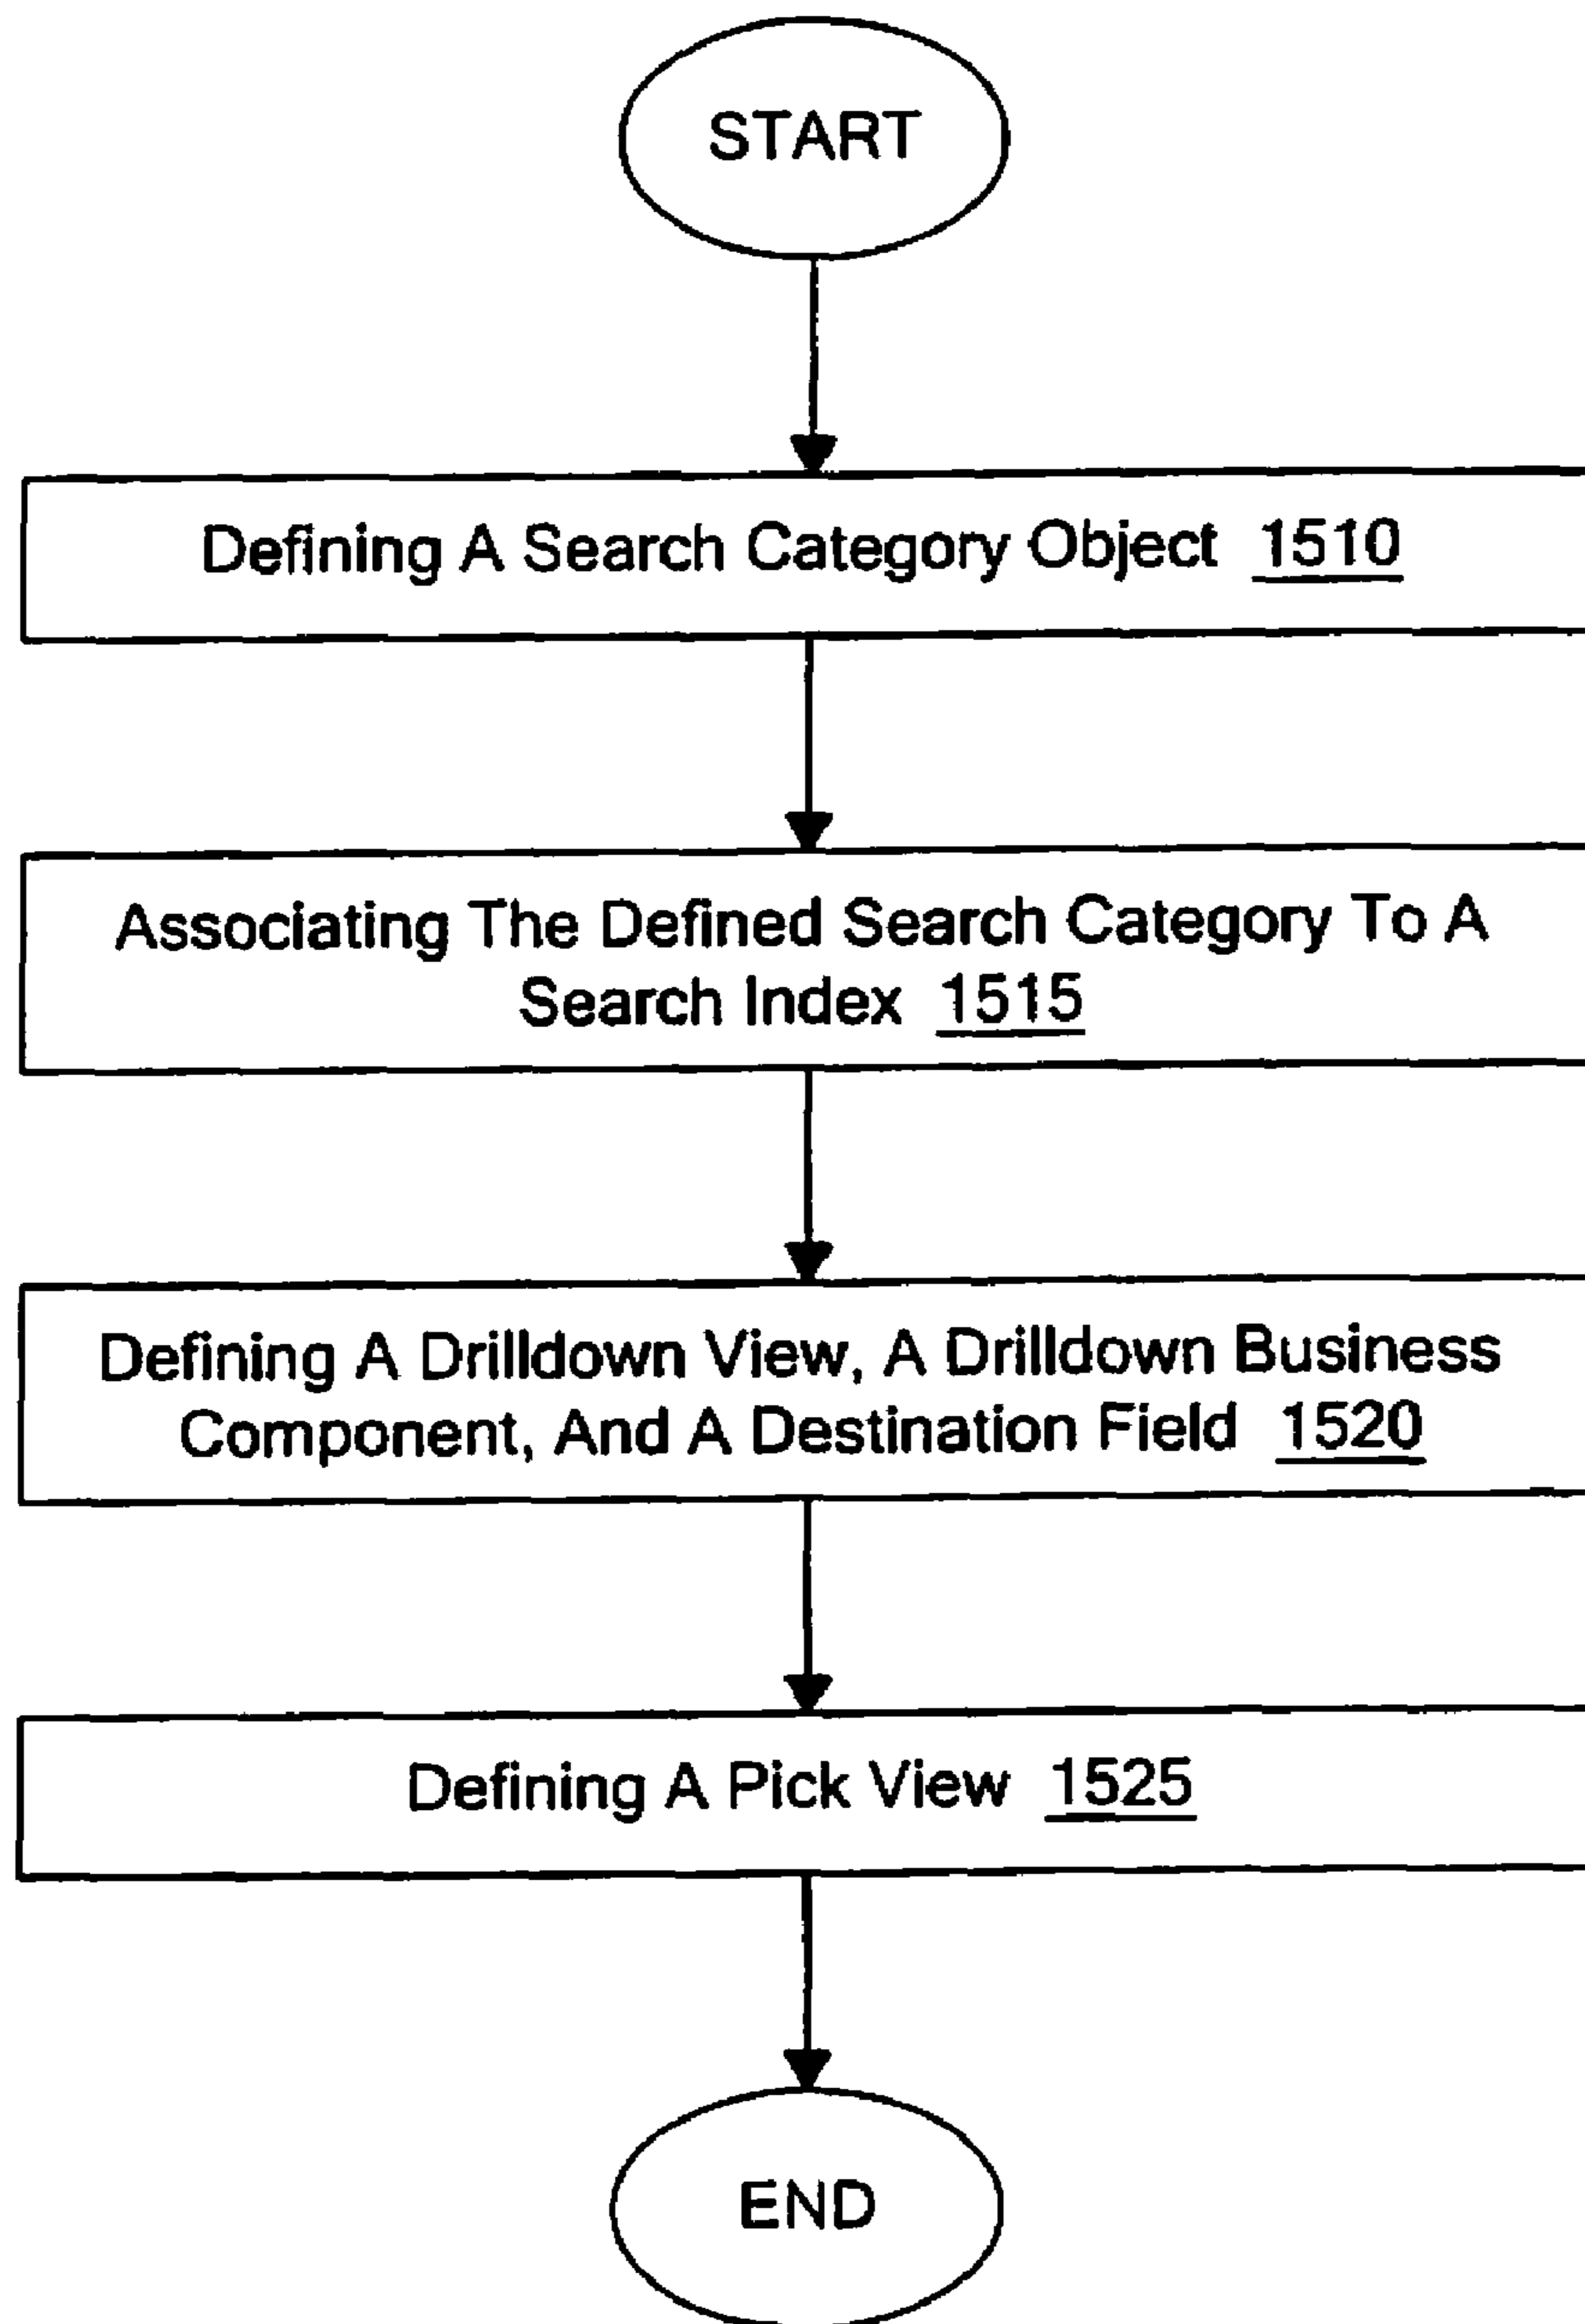 START
Defining A Search Category Object 1510
Associating The Defined Search Category To A
Search Index 1515
Defining A Drilldown View, A Drilldown Business
Component, And A Destination Field 1520
Defining A Pick View 1525
END